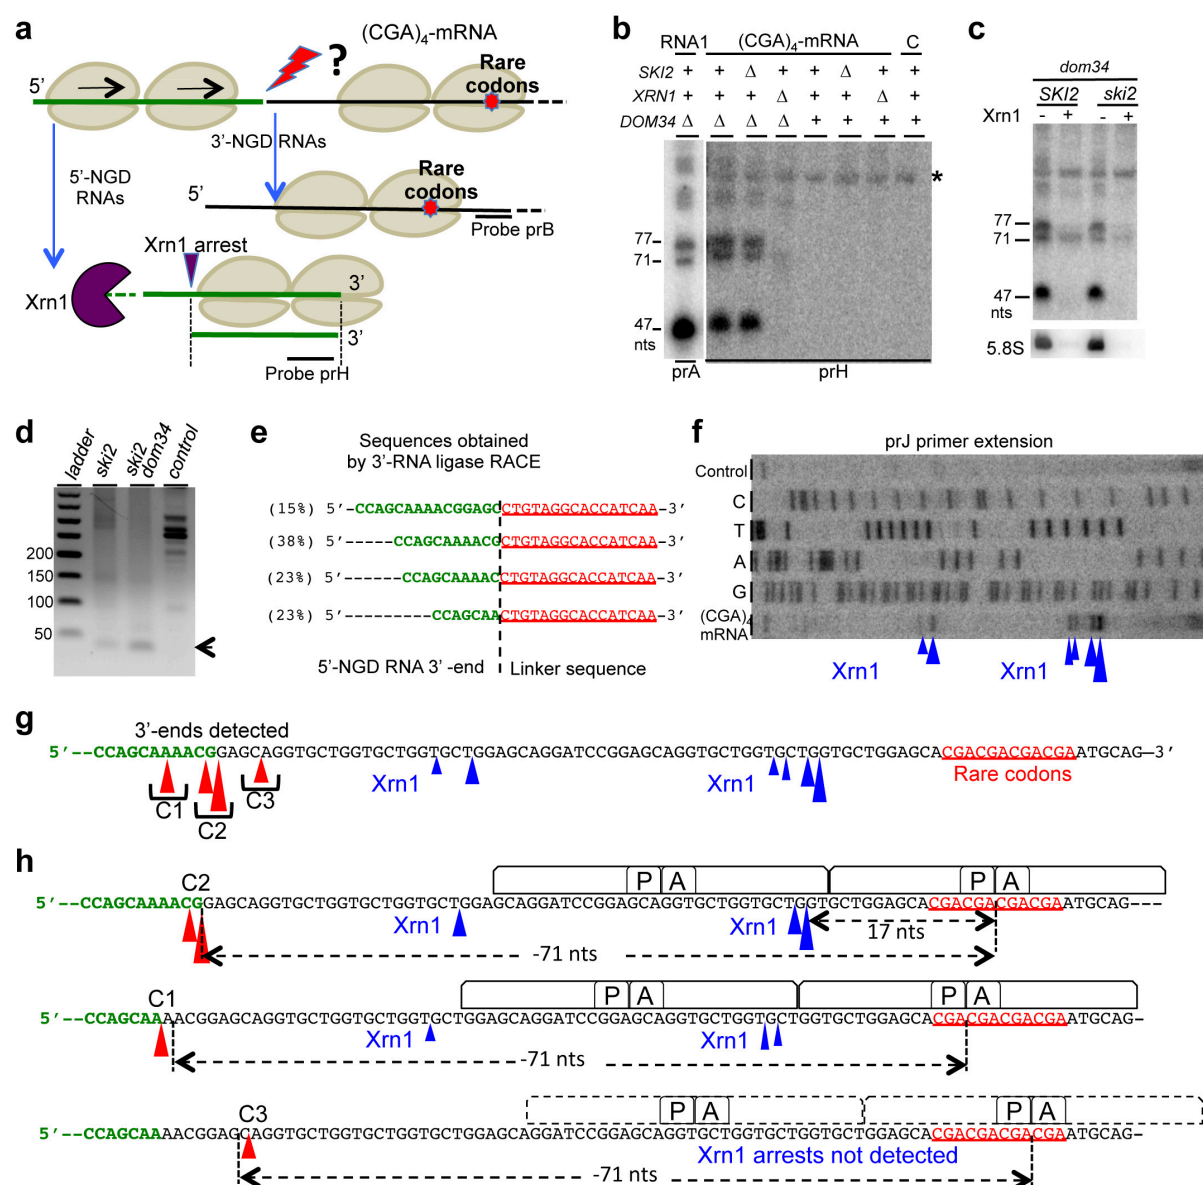 a
(CGA)4-mRNA
?
Rare
codons
5’
3’-NGD RNAs
5’-NGD
RNAs
Rare
codons
5’
Probe prB
Xrn1 arrest
3’
Xrn1
3’
Probe prH
b
RNA1 (CGA)4-mRNA C
SKI2 + + Δ + + Δ + +
XRN1 + + + Δ + + Δ +
DOM34 Δ Δ Δ Δ + + + +
*
77
71
47
nts
prA prH
c
dom34
SKI2 ski2
Xrn1 - + - +
77
71
47
nts
5.8S
d
ladder ski2 ski2 dom34 control
200
150
100
50
e
Sequences obtained
by 3’-RNA ligase RACE
(15%) 5’-CCAGCAAAACGGAGCCTGTAGGCACCATCAA-3’
(38%) 5’-----CCAGCAAAACGCTGTAGGCACCATCAA-3’
(23%) 5’------CCAGCAAAACCTGTAGGCACCATCAA-3’
(23%) 5’---------CCAGCAACTGTAGGCACCATCAA-3’
5’-NGD RNA 3’-end Linker sequence
f
prJ primer extension
Control
C
T
A
G
(CGA)4
mRNA
Xrn1 Xrn1
g
3’-ends detected
5’--CCAGCAAAACGGAGCAGGTGCTGGTGCTGGTGCTGGAGCAGGATCCGGAGCAGGTGCTGGTGCTGGTGCTGGAGCACGACGACGACGAATGCAG—3’
Xrn1 Xrn1 Rare codons
C1 C3
C2
h
C2 P A P A
5’--CCAGCAAAACGGAGCAGGTGCTGGTGCTGGTGCTGGAGCAGGATCCGGAGCAGGTGCTGGTGCTGGTGCTGGAGCACGACGACGACGAATGCAG---
Xrn1 Xrn1 17 nts
-71 nts
C1 P A P A
5’--CCAGCAAAACGGAGCAGGTGCTGGTGCTGGTGCTGGAGCAGGATCCGGAGCAGGTGCTGGTGCTGGTGCTGGAGCACGACGACGACGAATGCAG-
Xrn1 Xrn1
-71 nts
C3 P A P A
5’--CCAGCAAAACGGAGCAGGTGCTGGTGCTGGTGCTGGAGCAGGATCCGGAGCAGGTGCTGGTGCTGGTGCTGGAGCACGACGACGACGAATGCAG-
Xrn1 arrests not detected
-71 nts